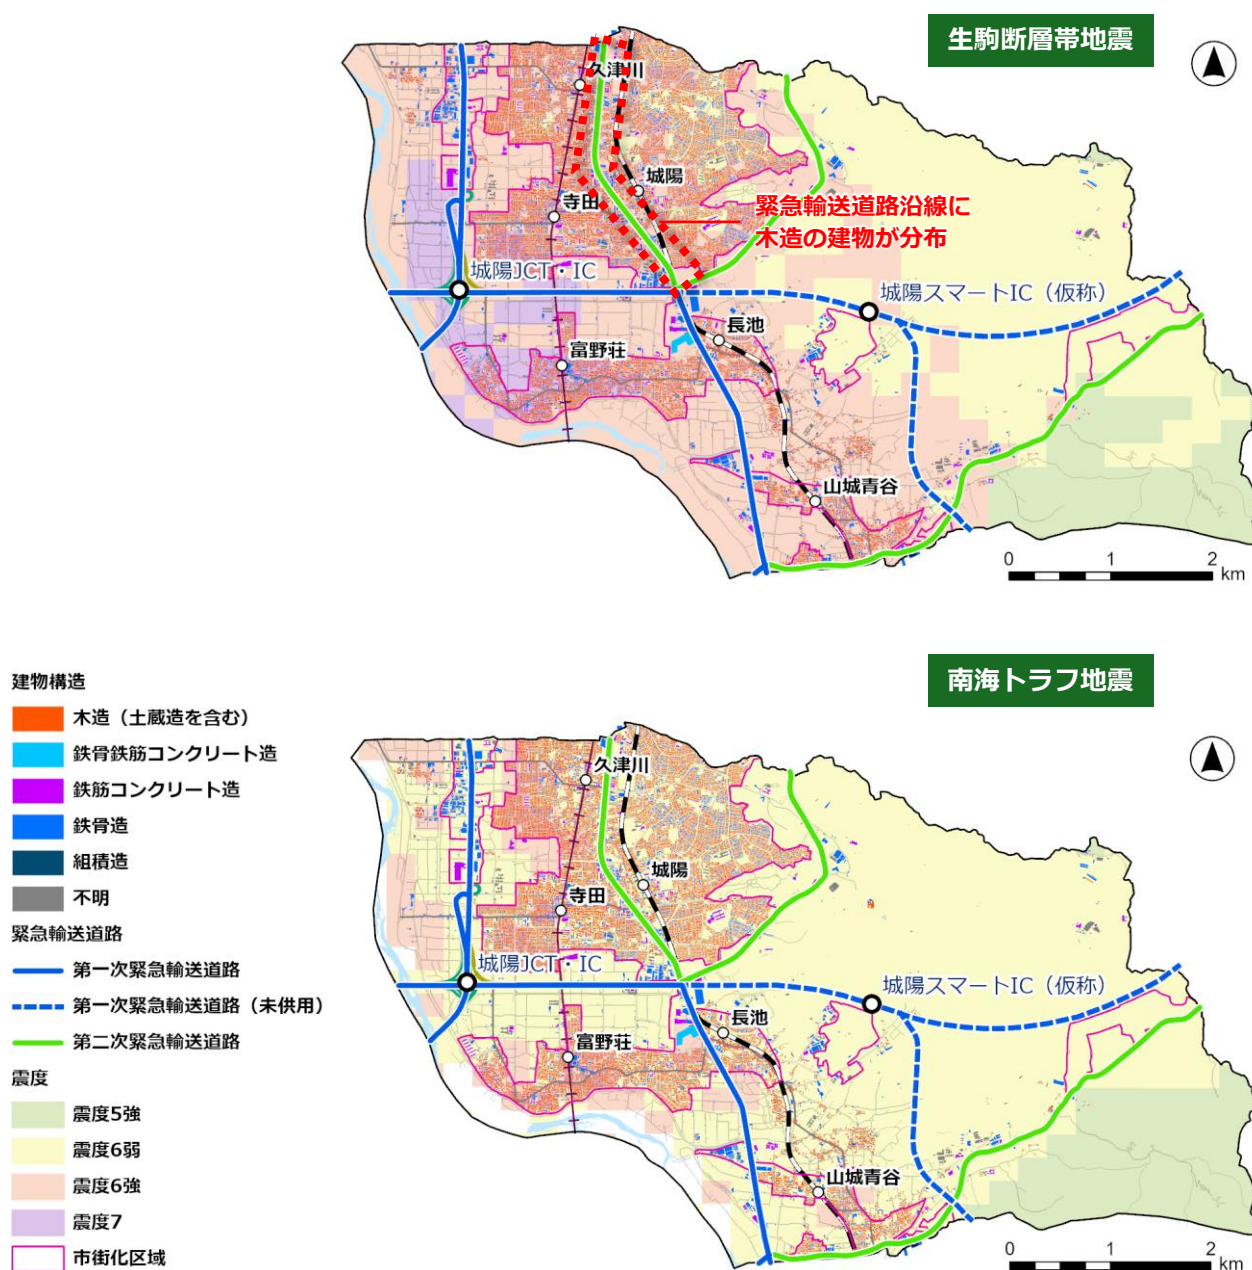 生駒断層帯地震
久津川
城陽
寺田
緊急輸送道路沿線に
木造の建物が分布
城陽JCT・IC
城陽スマートIC（仮称）
長池
富野荘
山城青谷
0 1 2
km
南海トラフ地震
建物構造
木造（土蔵造を含む）
鉄骨鉄筋コンクリート造
鉄筋コンクリート造
鉄骨造
組積造
不明
緊急輸送道路
第一次緊急輸送道路
第一次緊急輸送道路（未供用）
第二次緊急輸送道路
震度
震度5強
震度6弱
震度6強
震度7
市街化区域
久津川
城陽
寺田
城陽JCT・IC
城陽スマートIC（仮称）
長池
富野荘
山城青谷
0 1 2
km